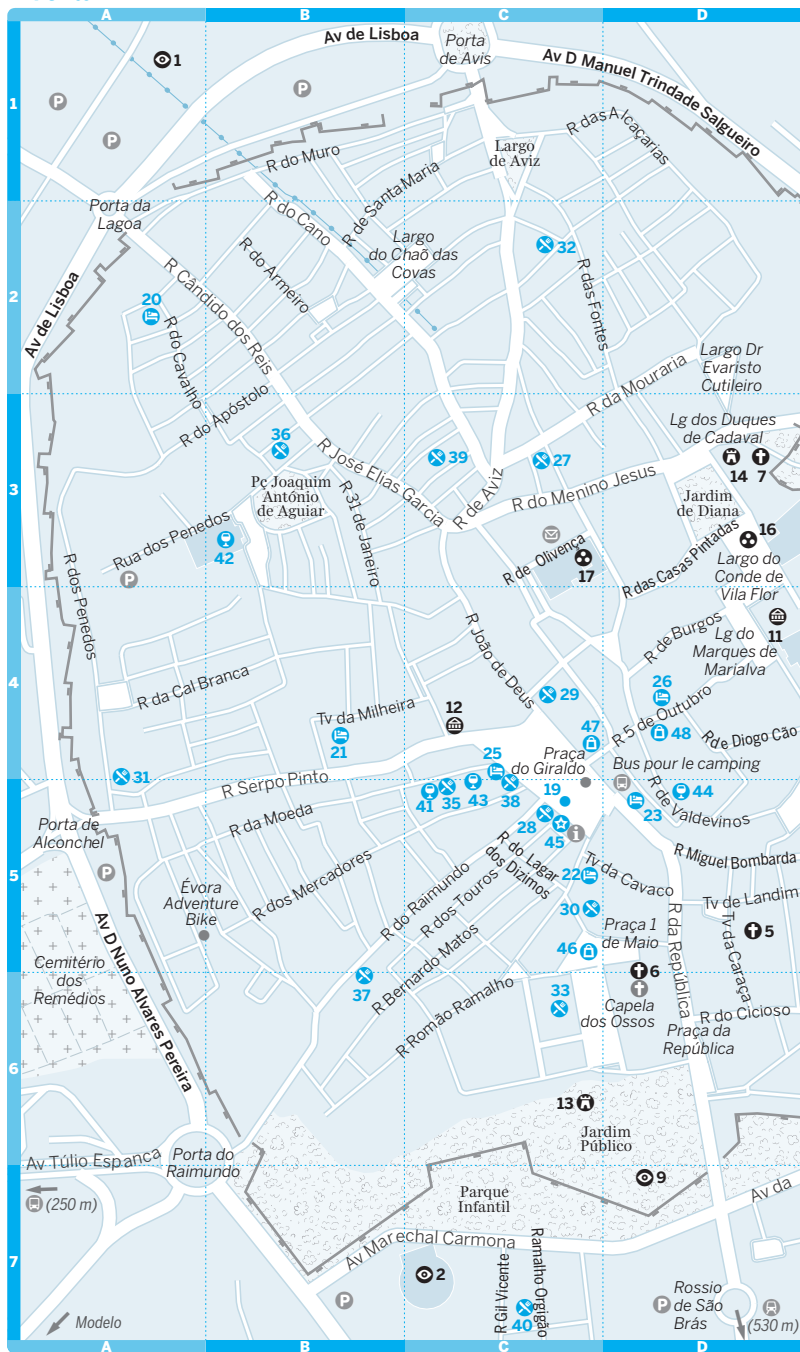 A
B
C
D
Av de Lisboa
Porta
de Avis
Av D Manuel Trindade Salgueiro
1
1
P
P
P
R das Alcaçarias
Largo
de Aviz
R do Muro
R de Santa Maria
Porta da
Lagoa
R do Cano
Largo
do Chaõ das
Covas
32
R das Fontes
2
R do Armeiro
R Cândido dos Reis
Av de Lisboa
20
R do Cavalho
Largo Dr
Evaristo
Cutileiro
R da Mouraria
R do Apóstolo
Lg dos Duques
de Cadaval
36
R José Elias Garcia
39
27
14
7
3
Pç Joaquim
António
de Aguiar
R 31 de Janeiro
R de Aviz
R do Menino Jesus
Jardim
de Diana
16
Rua dos Penedos
42
R de Olivença
17
R das Casas Pintadas
Largo do
Conde de
Vila Flor
P
R dos Penedos
11
R João de Deus
R de Burgos
Lg do
Marques de
Marialva
4
R da Cal Branca
26
29
12
Tv da Milheira
21
47
R 5 de Outubro
48
Rd e Diogo Cão
25
Praça
do Giraldo
Bus pour le camping
31
R Serpo Pinto
19
41
35
43
38
44
23
R de Valdevinos
R da Moeda
28
45
Porta de
Alconchel
R do Lagar
dos Dizimos
R Miguel Bombarda
5
P
Évora
Adventure
Bike
R dos Mercadores
R do Raimundo
R dos Touros
22
Tv da Cavaco
Tv de Landim
30
5
Praça 1
de Maio
R da República
Tv da Caraça
R Bernardo Matos
46
Cemitério
dos
Remédios
Av D Nuno Alvares Pereira
37
6
33
Capela
dos Ossos
R do Cicioso
R Romão Ramalho
Praça da
República
6
13
Jardim
Público
Av Túlio Espanca
Porta do
Raimundo
9
(250 m)
Parque
Infantil
Av da
Av Marechal Carmona
7
2
R Gil Vicente
Ramalho Orgigão
40
P
P
Rossio
de São
Brás
(530 m)
Modelo
A
B
C
D